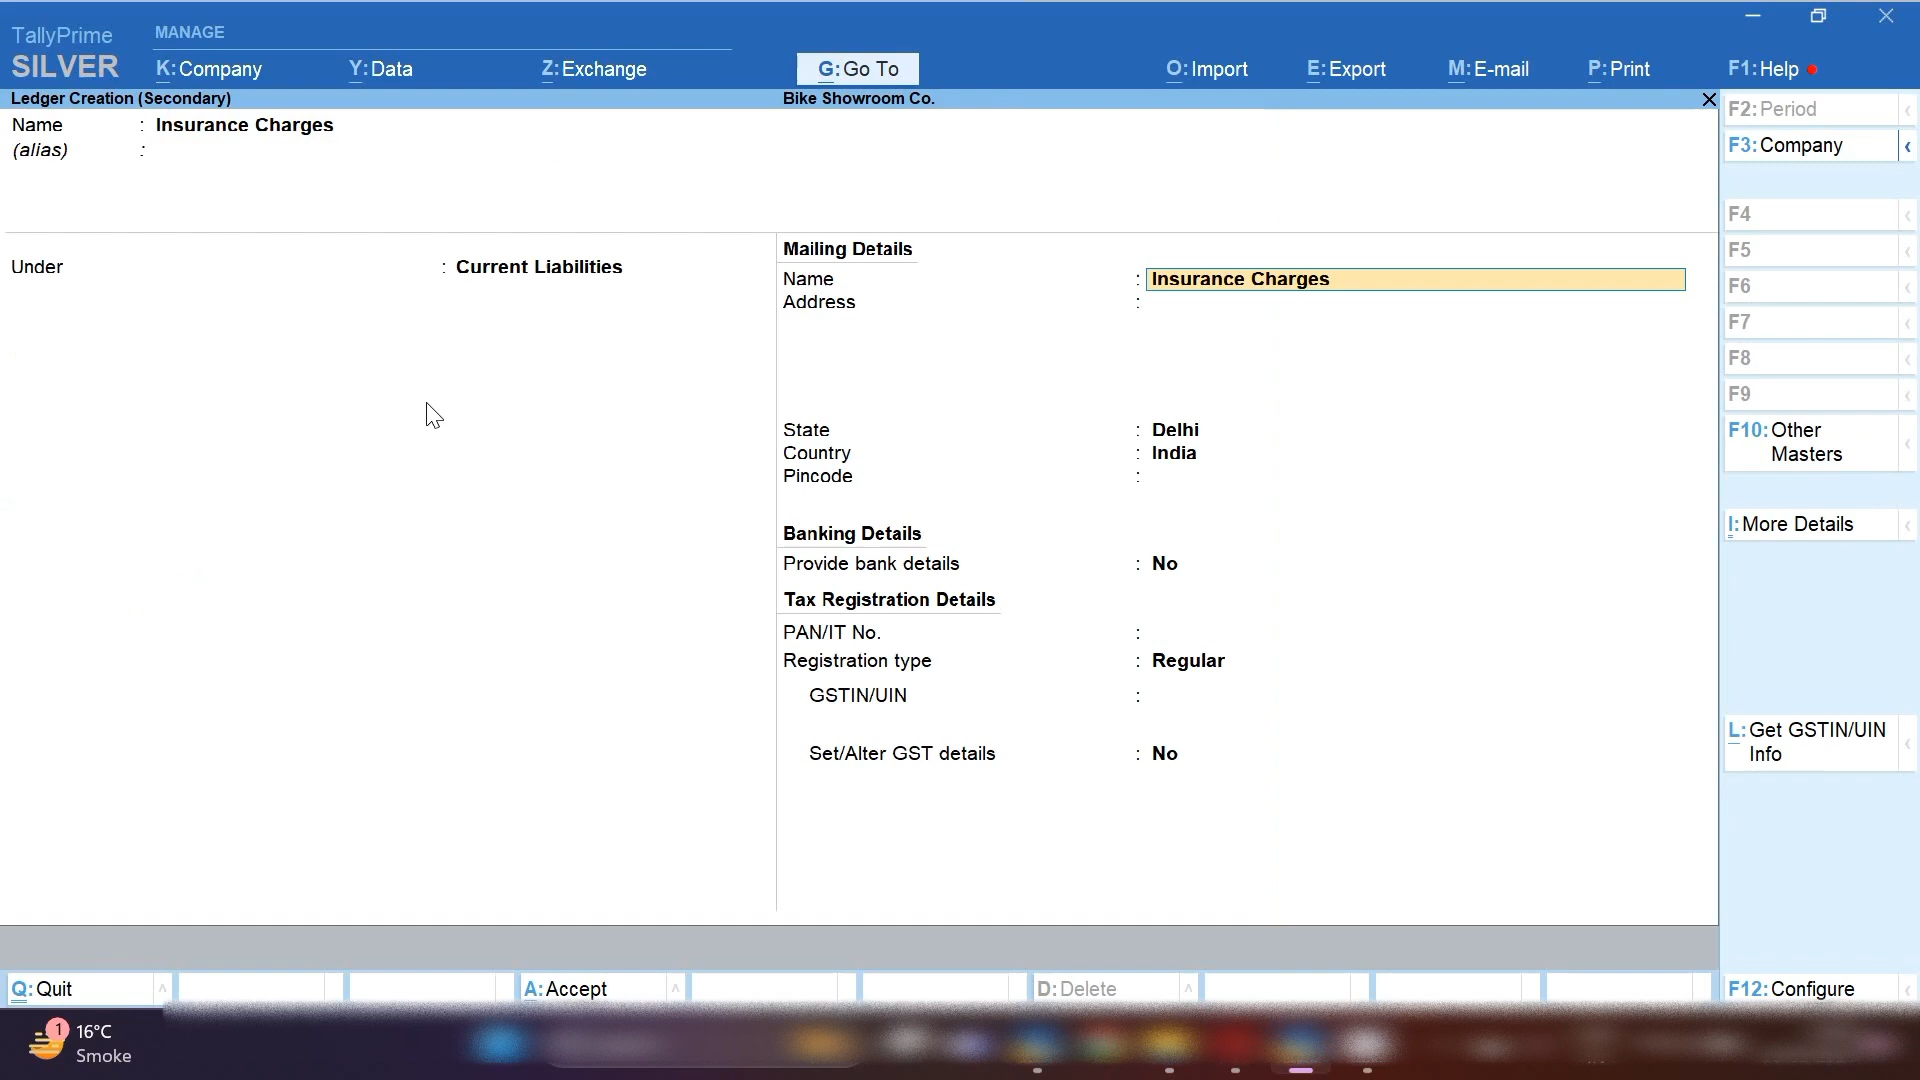 TallyPrime
SILVER
MANAGE
K:Company
Y:Data
Z:Exchange
G:Go To
O:Import
E:Export
M:E-mail
P:Print
F1:Help
Ledger Creation (Secondary)
Bike Showroom Co.
Name : Insurance Charges
(alias) :
Under : Current Liabilities
Mailing Details
Name : Insurance Charges
Address :
State : Delhi
Country : India
Pincode :
Banking Details
Provide bank details : No
Tax Registration Details
PAN/IT No. :
Registration type : Regular
GSTIN/UIN :
Set/Alter GST details : No
F2:Period
F3:Company
F4
F5
F6
F7
F8
F9
F10:Other
Masters
I:More Details
L:Get GSTIN/UIN
Info
Q:Quit
A:Accept
D:Delete
F12:Configure
1
16°C
Smoke